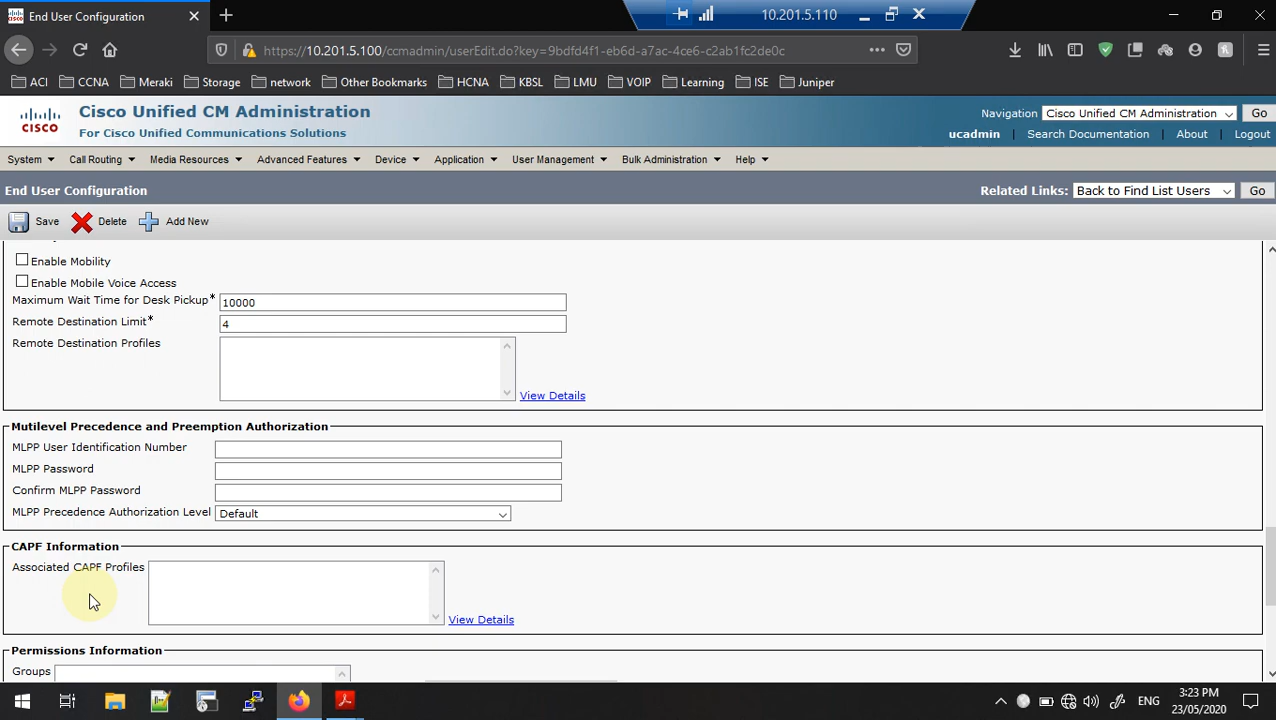 End User Configuration
10.201.5.110
https://10.201.5.100/ccmadmin/userEdit.do?key=9bdfd4f1-eb6d-a7ac-4ce6-c2ab1fc2de0c
ACI CCNA Meraki Storage network Other Bookmarks HCNA KBSL LMU VOIP Learning ISE Juniper
CISCO
Cisco Unified CM Administration
For Cisco Unified Communications Solutions
Navigation Cisco Unified CM Administration Go
ucadmin | Search Documentation | About | Logout
System Call Routing Media Resources Advanced Features Device Application User Management Bulk Administration Help
End User Configuration
Related Links: Back to Find List Users Go
Save Delete Add New
Enable Mobility
Enable Mobile Voice Access
Maximum Wait Time for Desk Pickup* 10000
Remote Destination Limit* 4
Remote Destination Profiles
View Details
Mutilevel Precedence and Preemption Authorization
MLPP User Identification Number
MLPP Password
Confirm MLPP Password
MLPP Precedence Authorization Level Default
CAPF Information
Associated CAPF Profiles
View Details
Permissions Information
Groups
ENG
3:23 PM
23/05/2020